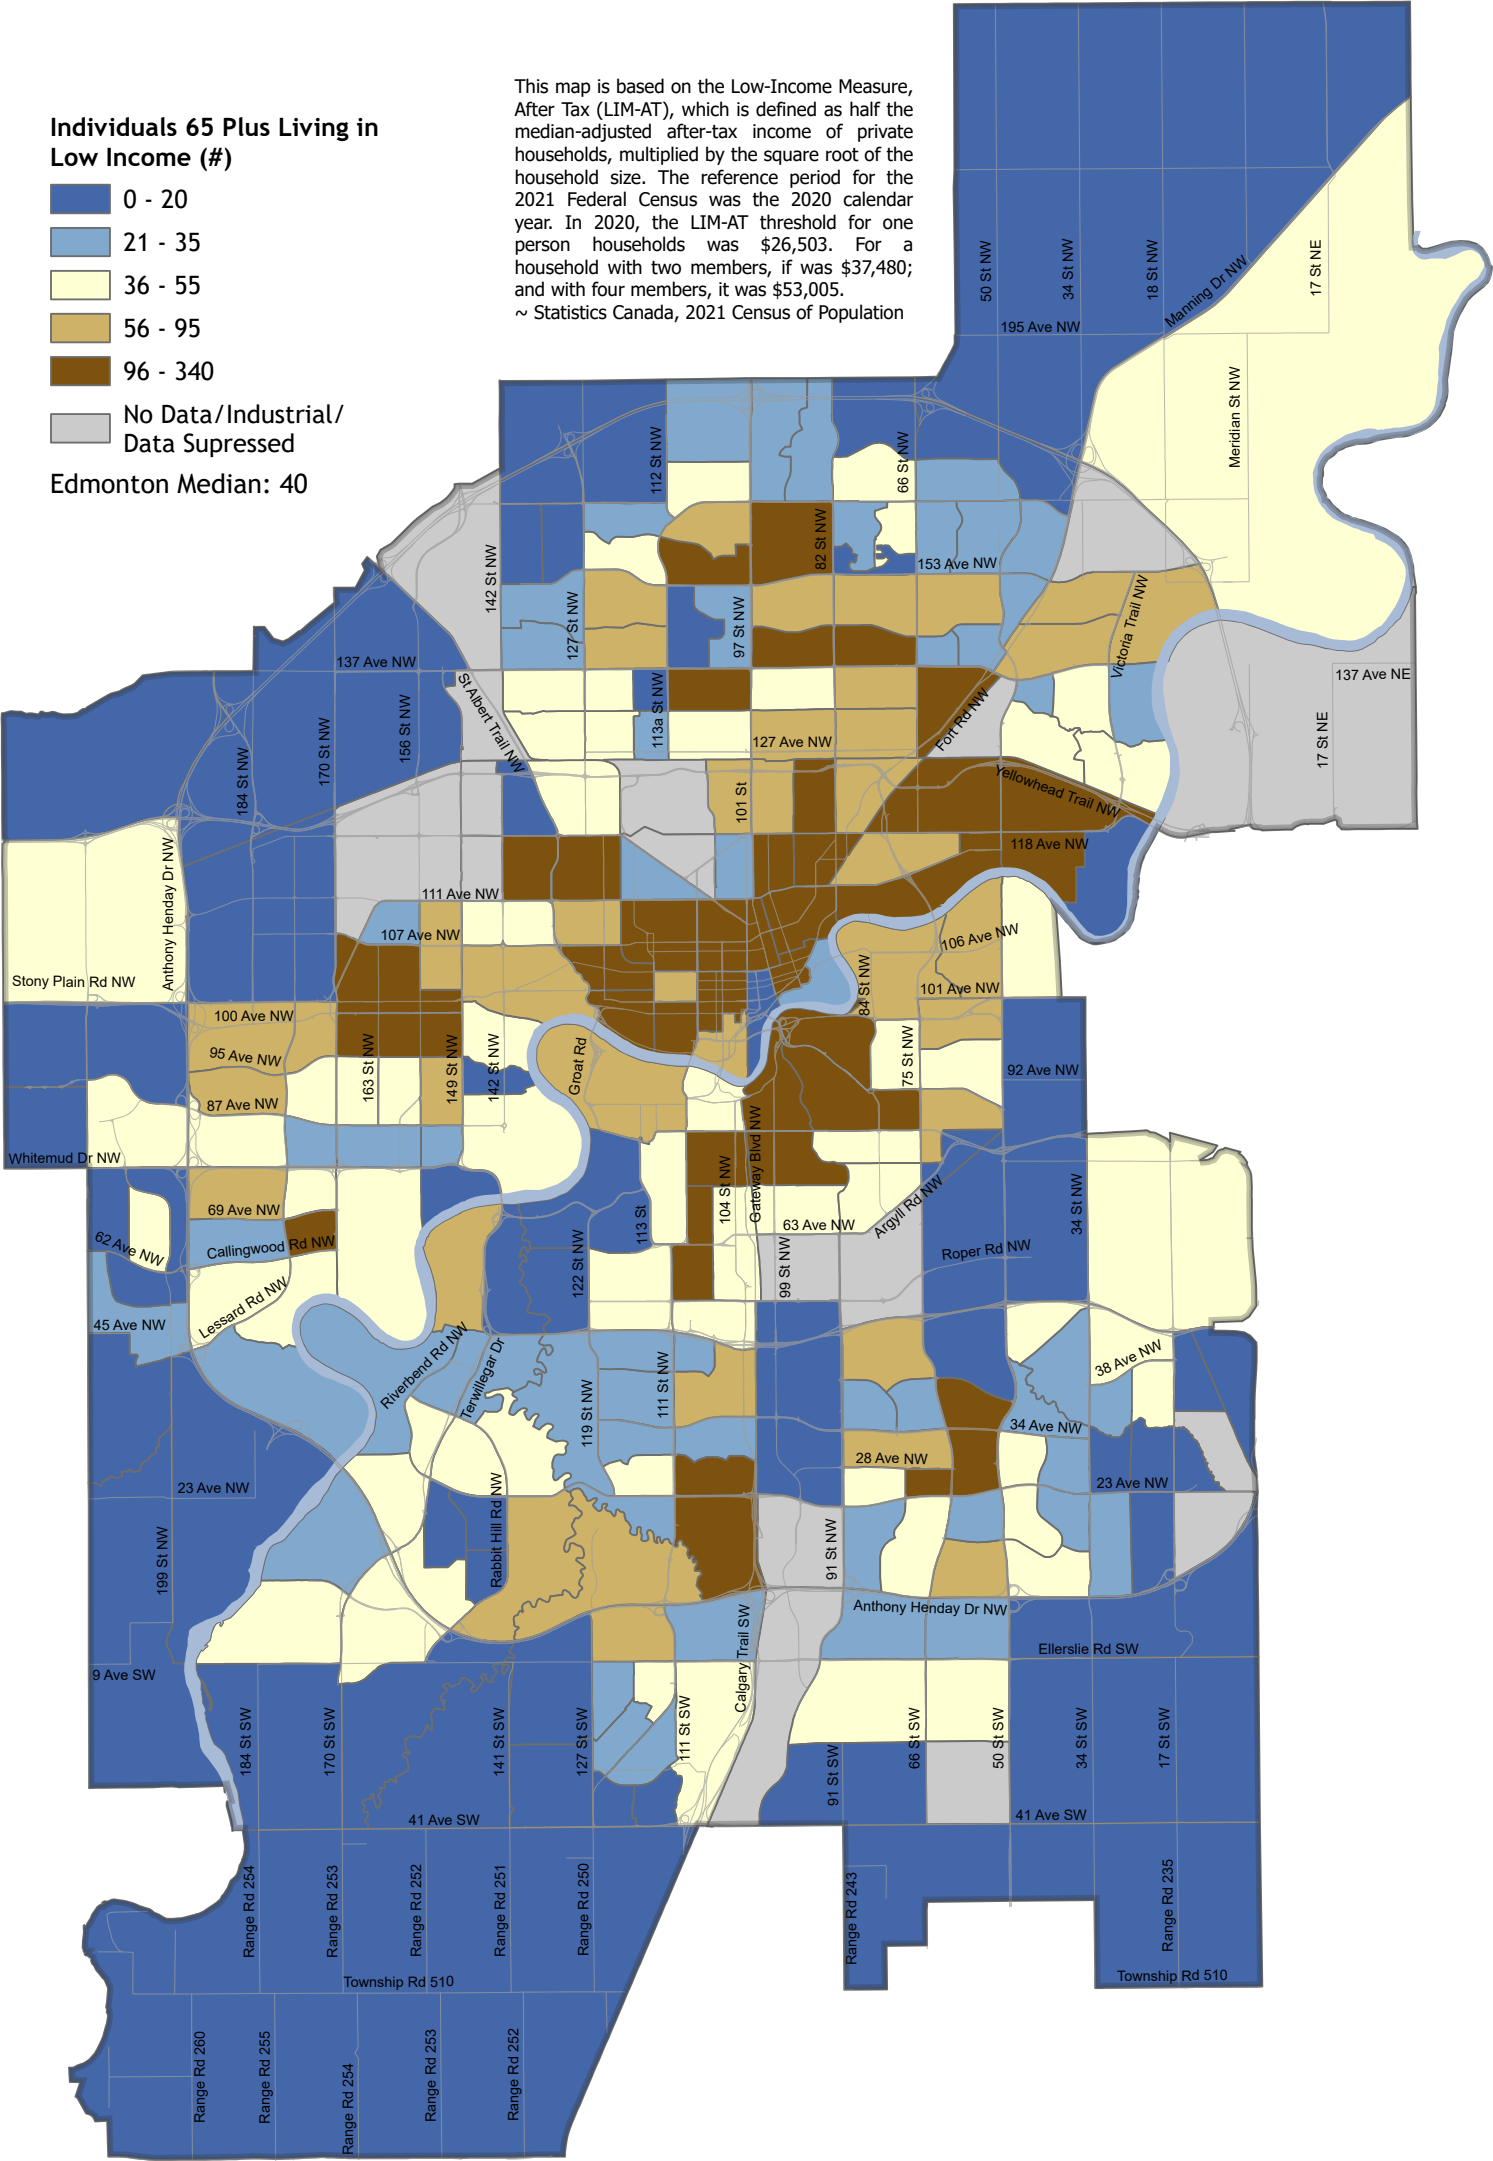 This map is based on the Low-Income Measure,
After Tax (LIM-AT), which is defined as half the
median-adjusted after-tax income of private
households, multiplied by the square root of the
household size. The reference period for the
2021 Federal Census was the 2020 calendar
year. In 2020, the LIM-AT threshold for one
person households was $26,503. For a
household with two members, if was $37,480;
and with four members, it was $53,005.
~ Statistics Canada, 2021 Census of Population
Individuals 65 Plus Living in
Low Income (#)
0 - 20
21 - 35
36 - 55
56 - 95
96 - 340
No Data/Industrial/
Data Supressed
Edmonton Median: 40
50 St NW
34 St NW
18 St NW
Manning Dr NW
17 St NE
195 Ave NW
Meridian St NW
112 St NW
66 St NW
82 St NW
142 St NW
153 Ave NW
127 St NW
97 St NW
Victoria Trail NW
137 Ave NW
137 Ave NE
St Albert Trail NW
113a St NW
156 St NW
170 St NW
184 St NW
Fort Rd NW
17 St NE
127 Ave NW
101 St
Yellowhead Trail NW
118 Ave NW
Anthony Henday Dr NW
111 Ave NW
107 Ave NW
106 Ave NW
Stony Plain Rd NW
84 St NW
101 Ave NW
100 Ave NW
95 Ave NW
163 St NW
149 St NW
142 St NW
Groat Rd
75 St NW
92 Ave NW
87 Ave NW
Gateway Blvd NW
Whitemud Dr NW
104 St NW
34 St NW
69 Ave NW
113 St
63 Ave NW
Argyll Rd NW
62 Ave NW
Callingwood Rd NW
122 St NW
99 St NW
Roper Rd NW
Lessard Rd NW
45 Ave NW
Riverbend Rd NW
Terwillegar Dr
119 St NW
111 St NW
38 Ave NW
34 Ave NW
28 Ave NW
23 Ave NW
23 Ave NW
Rabbit Hill Rd NW
199 St NW
91 St NW
Anthony Henday Dr NW
Calgary Trail SW
Ellerslie Rd SW
9 Ave SW
184 St SW
170 St SW
141 St SW
127 St SW
111 St SW
91 St SW
66 St SW
50 St SW
34 St SW
17 St SW
41 Ave SW
41 Ave SW
Range Rd 254
Range Rd 253
Range Rd 252
Range Rd 251
Range Rd 250
Range Rd 243
Range Rd 235
Township Rd 510
Township Rd 510
Range Rd 260
Range Rd 255
Range Rd 254
Range Rd 253
Range Rd 252